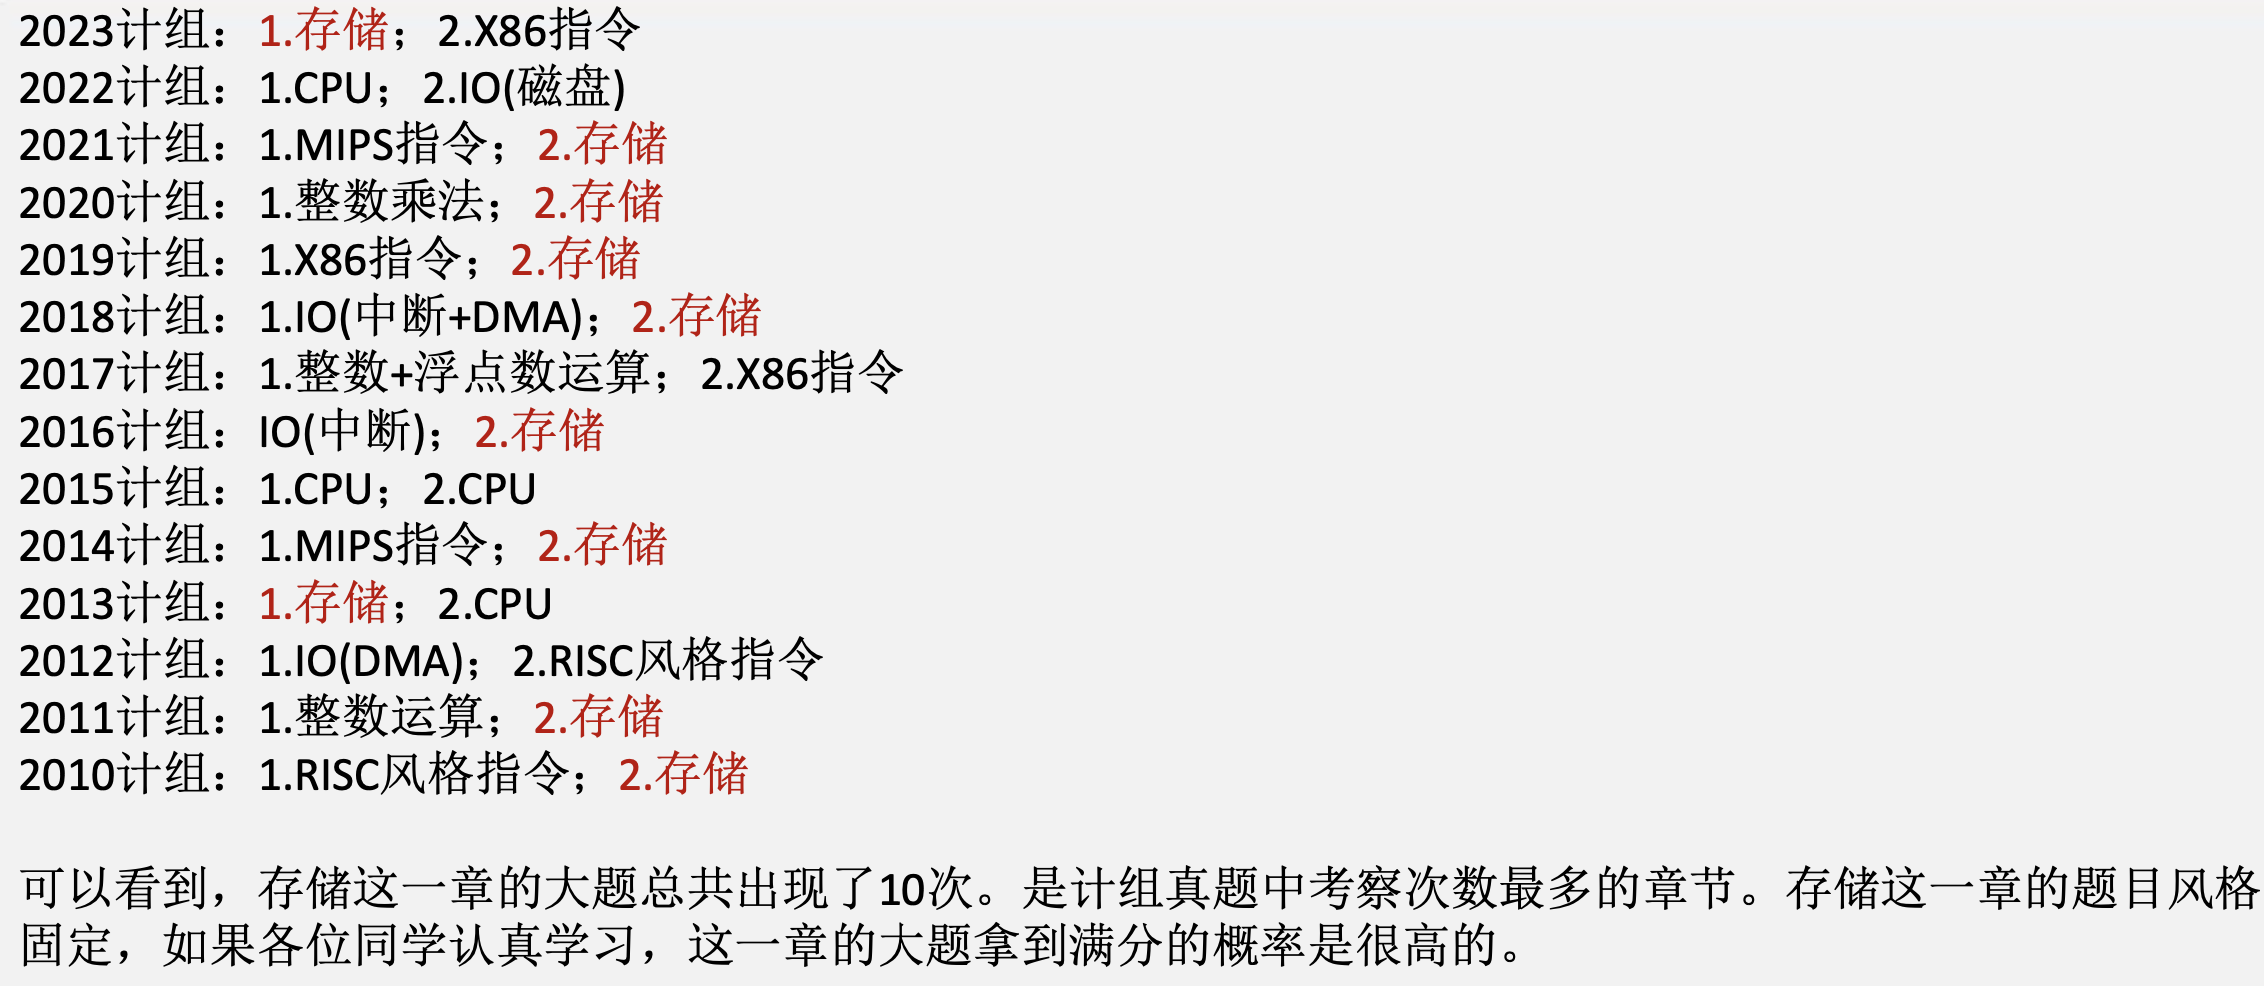 2023计组：1.存储；2.X86指令
2022计组：1.CPU；2.IO(磁盘)
2021计组：1.MIPS指令；2.存储
2020计组：1.整数乘法；2.存储
2019计组：1.X86指令；2.存储
2018计组：1.IO(中断+DMA)；2.存储
2017计组：1.整数+浮点数运算；2.X86指令
2016计组：IO(中断)；2.存储
2015计组：1.CPU；2.CPU
2014计组：1.MIPS指令；2.存储
2013计组：1.存储；2.CPU
2012计组：1.IO(DMA)；2.RISC风格指令
2011计组：1.整数运算；2.存储
2010计组：1.RISC风格指令；2.存储
可以看到，存储这一章的大题总共出现了10次。是计组真题中考察次数最多的章节。存储这一章的题目风格
固定，如果各位同学认真学习，这一章的大题拿到满分的概率是很高的。